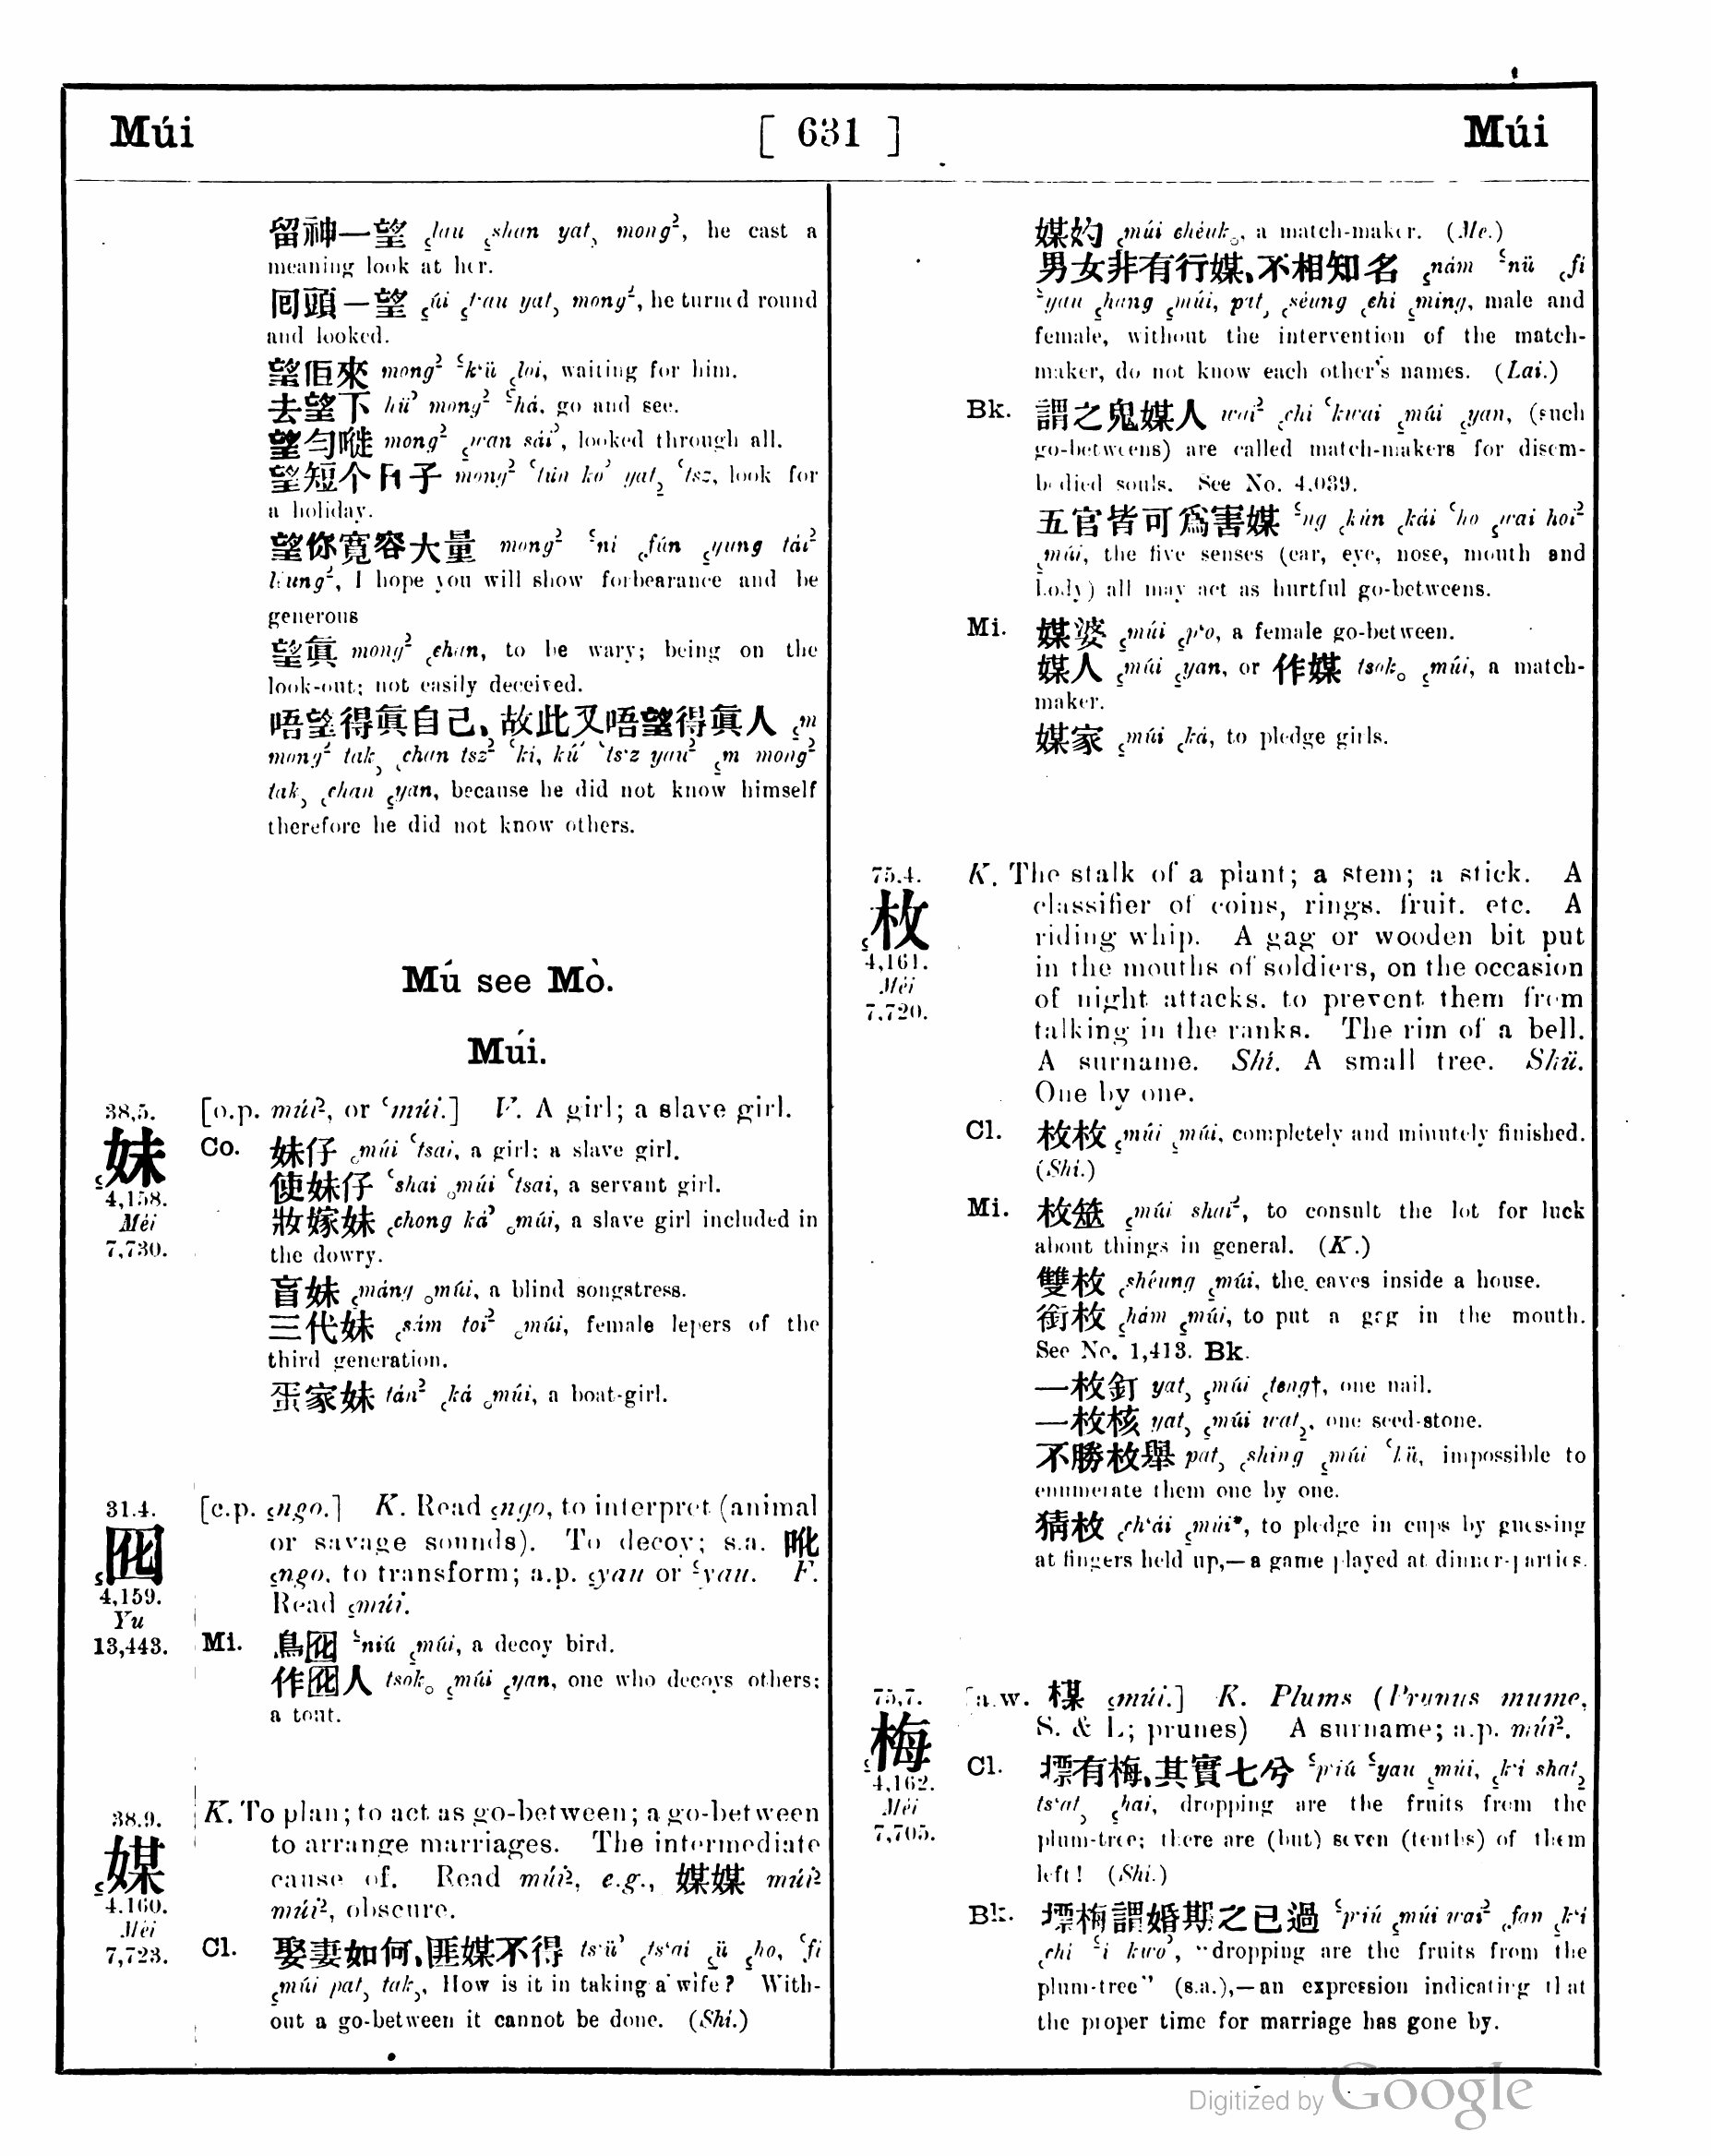 Múi [ 631 ] Múi
留神一望 ꜁lau ꜁shan yat꜆ mong², he cast a
meaning look at her.
囘頭一望 ꜁úi ꜁tʻau yat꜆ mong², he turned round
and looked.
望佢來 mong² ꜄kʻü ꜁loi, waiting for him.
去望下 hü꜄ mong² ꜃há, go and see.
望勻嘥 mong² ꜁wan sái꜄, looked through all.
望短个日子 mong² ꜂tün ko꜄ yat꜇ ꜂tsz, look for
a holiday.
望你寬容大量 mong² ꜃ni ꜀fún ꜁yung tái²
léung², I hope you will show forbearance and be
generous
望眞 mong² ꜀chan, to be wary; being on the
look-out; not easily deceived.
唔望得眞自己、故此又唔望得眞人 ꜁m
mong² tak꜆ ꜀chan tsz² ꜂ki, kú꜄ ꜂tsʻz yau² ꜁m mong²
tak꜆ ꜀chan ꜁yan, because he did not know himself
therefore he did not know others.
Mú see Mò.
Múi.
38,5.
妹
4,158.
Méi
7,730.
[o.p. múi², or ꜂múi.] V. A girl; a slave girl.
Co. 妹仔 ꜀múi ꜂tsai, a girl; a slave girl.
使妹仔 ꜂shai ꜀múi ꜂tsai, a servant girl.
妝嫁妹 ꜀chong ká꜄ ꜀múi, a slave girl included in
the dowry.
盲妹 ꜁máng ꜀múi, a blind songstress.
三代妹 ꜀sám toi² ꜀múi, female lepers of the
third generation.
蛋家妹 tán² ꜀ká ꜀múi, a boat-girl.
31.4.
囮
4,159.
Yu
13,443.
[c.p. ꜁ngo.] K. Read ꜁ngo, to interpret (animal
or savage sounds). To decoy; s.a. 吪
꜁ngo, to transform; a.p. ꜁yau or ꜃yau. V.
Read ꜁múi.
Mi. 鳥囮 ꜃niú ꜁múi, a decoy bird.
作囮人 tsok꜀ ꜁múi ꜁yan, one who decoys others;
a tout.
38.9.
媒
4.160.
Méi
7,723.
K. To plan; to act as go-between; a go-between
to arrange marriages. The intermediate
cause of. Read múi², e.g., 媒媒 múi²
múi², obscure.
Cl. 娶妻如何、匪媒不得 tsʻü꜄ ꜀tsʻai ꜁ü ꜁ho, ꜂fi
꜁múi pat꜆ tak꜆, How is it in taking a wife? With-
out a go-between it cannot be done. (Shí.)
媒妁 ꜁múi chéuk꜀, a match-maker. (Me.)
男女非有行媒、不相知名 ꜁nám ꜃nü ꜀fi
꜃yau ꜁hang ꜁múi, pat꜆ ꜀séung ꜀chi ꜁ming, male and
female, without the intervention of the match-
maker, do not know each other's names. (Lai.)
Bk. 謂之鬼媒人 wai² ꜀chi ꜂kwai ꜁múi ꜁yan, (such
go-betweens) are called match-makers for disem-
bodied souls. See No. 4,089.
五官皆可爲害媒 ꜃ng ꜀kún ꜀kái ꜂ho ꜁wai hoi²
꜁múi, the five senses (ear, eye, nose, mouth and
body) all may act as hurtful go-betweens.
Mi. 媒婆 ꜁múi ꜁pʻo, a female go-between.
媒人 ꜁múi ꜁yan, or 作媒 tsok꜀ ꜁múi, a match-
maker.
媒家 ꜁múi ꜀ká, to pledge girls.
75.4.
枚
4,161.
Méi
7,720.
K. The stalk of a plant; a stem; a stick. A
classifier of coins, rings, fruit, etc. A
riding whip. A gag or wooden bit put
in the mouths of soldiers, on the occasion
of night attacks, to prevent them from
talking in the ranks. The rim of a bell.
A surname. Shí. A small tree. Shü.
One by one.
Cl. 枚枚 ꜁múi ꜁múi, completely and minutely finished.
(Shí.)
Mi. 枚筮 ꜁múi shai², to consult the lot for luck
about things in general. (K.)
雙枚 ꜀shéung ꜁múi, the eaves inside a house.
銜枚 ꜁hám ꜁múi, to put a gag in the mouth.
See No. 1,413. Bk.
一枚釘 yat꜆ ꜁múi ꜀teng†, one nail.
一枚核 yat꜆ ꜁múi wat꜇, one seed-stone.
不勝枚舉 pat꜆ ꜀shing ꜁múi ꜂kü, impossible to
enumerate them one by one.
猜枚 ꜀chʻái ꜁múi*, to pledge in cups by guessing
at fingers held up,—a game played at dinner-parties.
75,7.
梅
4,162.
Méi
7,705.
[a.w. 楳 ꜁múi.] K. Plums (Prunus mume,
S. & L; prunes) A surname; a.p. múi².
Cl. 摽有梅、其實七兮 ꜃pʻiú ꜃yau ꜁múi, ꜁kʻi shat꜇
tsʻat꜆ ꜁hai, dropping are the fruits from the
plum-tree; there are (but) seven (tenths) of them
left! (Shí.)
Bk. 摽梅謂婚期之已過 ꜃pʻiú ꜁múi wai² ꜀fan ꜁kʻi
꜀chi ꜃i kwo꜄, "dropping are the fruits from the
plum-tree" (s.a.),—an expression indicating that
the proper time for marriage has gone by.
Digitized by Google